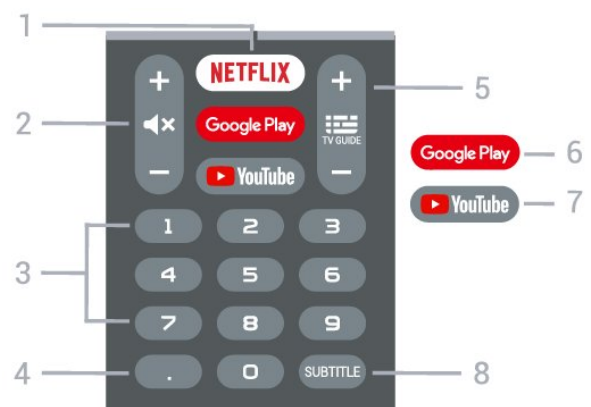 1
+ NETFLIX +
5
2 Google Play TV GUIDE
Google Play 6
- YouTube -
YouTube 7
1 2 3
3
4 5 6
7 8 9
4 . 0 SUBTITLE 8